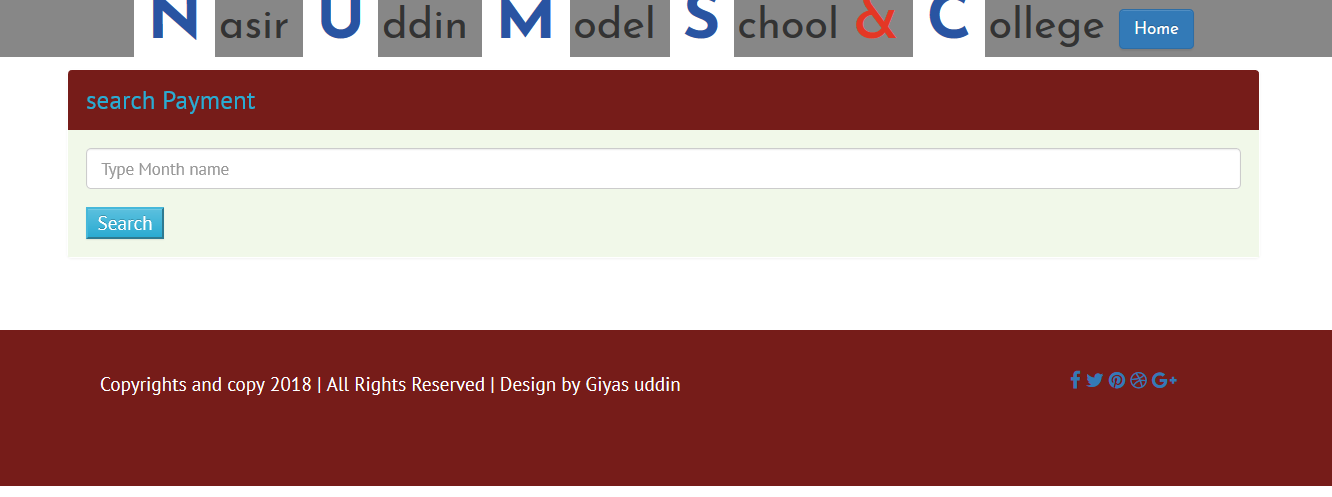 Nasir Uddin Model School & College Home
search Payment
Type Month name
Search
Copyrights and copy 2018 | All Rights Reserved | Design by Giyas uddin